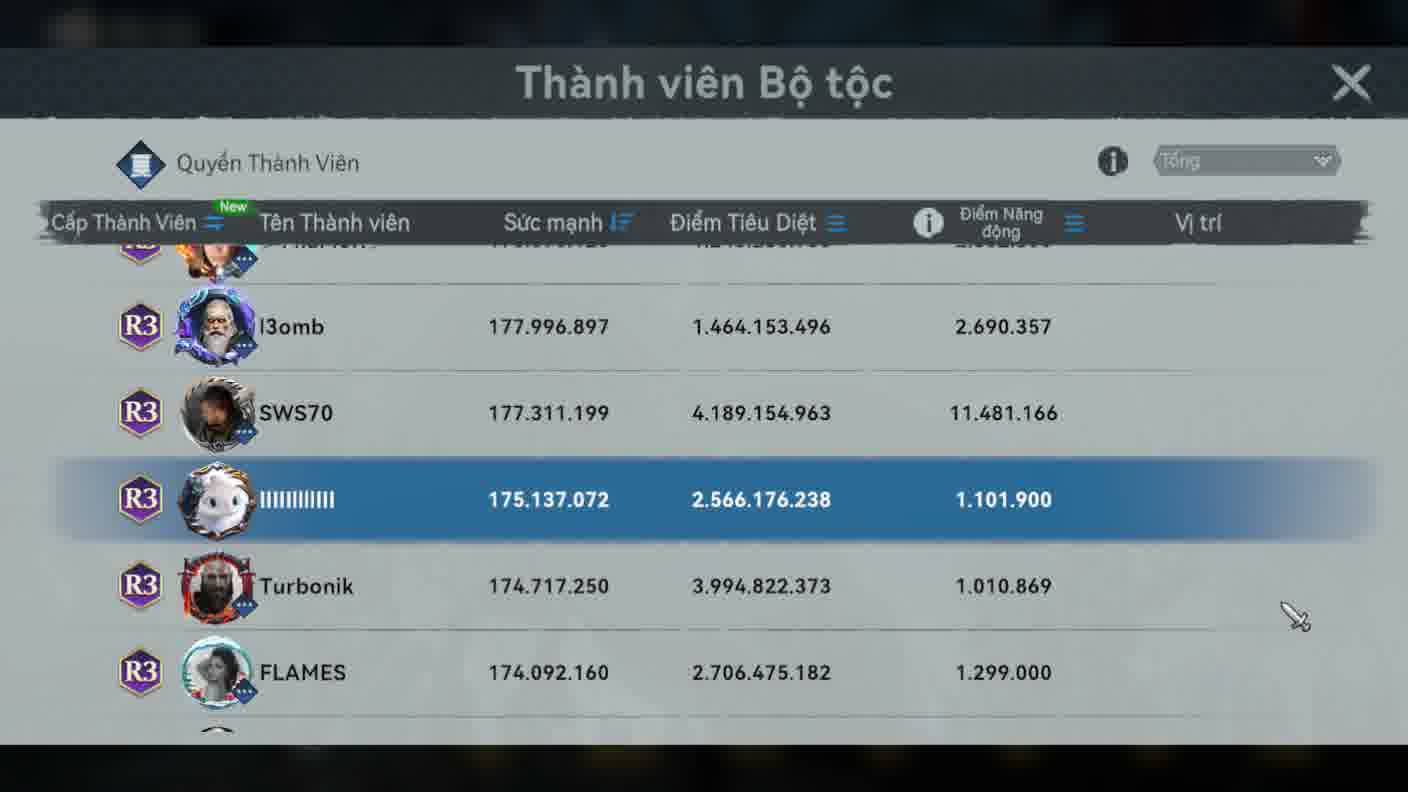 Thành viên Bộ tộc
Quyển Thành Viên
Tổng
New
Cấp Thành Viên Tên Thành viên Sức mạnh Điểm Tiêu Diệt Điểm Năng động Vị trí
R3 l3omb 177.996.897 1.464.153.496 2.690.357
R3 SWS70 177.311.199 4.189.154.963 11.481.166
R3 llllllllllll 175.137.072 2.566.176.238 1.101.900
R3 Turbonik 174.717.250 3.994.822.373 1.010.869
R3 FLAMES 174.092.160 2.706.475.182 1.299.000